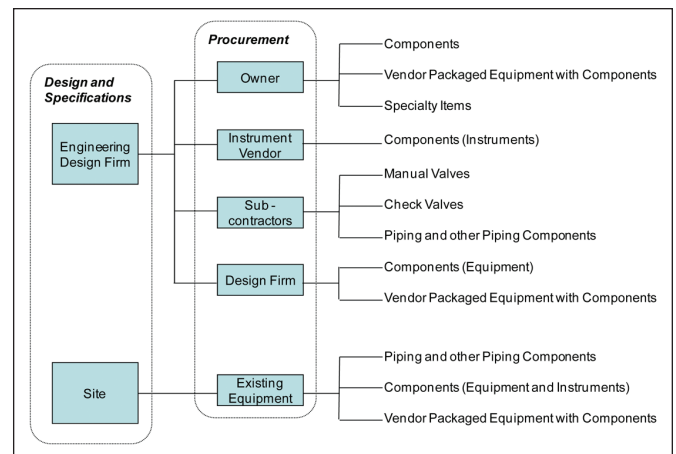 Procurement
Design and
Specifications
Engineering
Design Firm
Site
Owner
Components
Vendor Packaged Equipment with Components
Specialty Items
Instrument
Vendor
Components (Instruments)
Sub -
contractors
Manual Valves
Check Valves
Piping and other Piping Components
Design Firm
Components (Equipment)
Vendor Packaged Equipment with Components
Existing
Equipment
Piping and other Piping Components
Components (Equipment and Instruments)
Vendor Packaged Equipment with Components